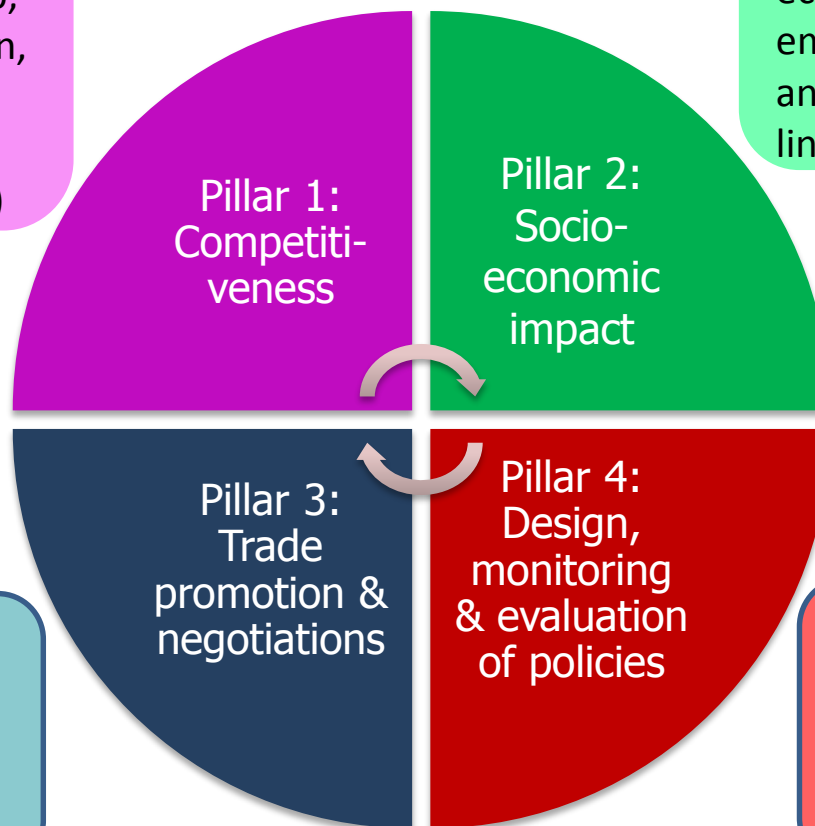 Pillar 1:
Competiti-
veness
Pillar 2:
Socio-
economic
impact
Pillar 3:
Trade
promotion &
negotiations
Pillar 4:
Design,
monitoring
& evaluation
of policies